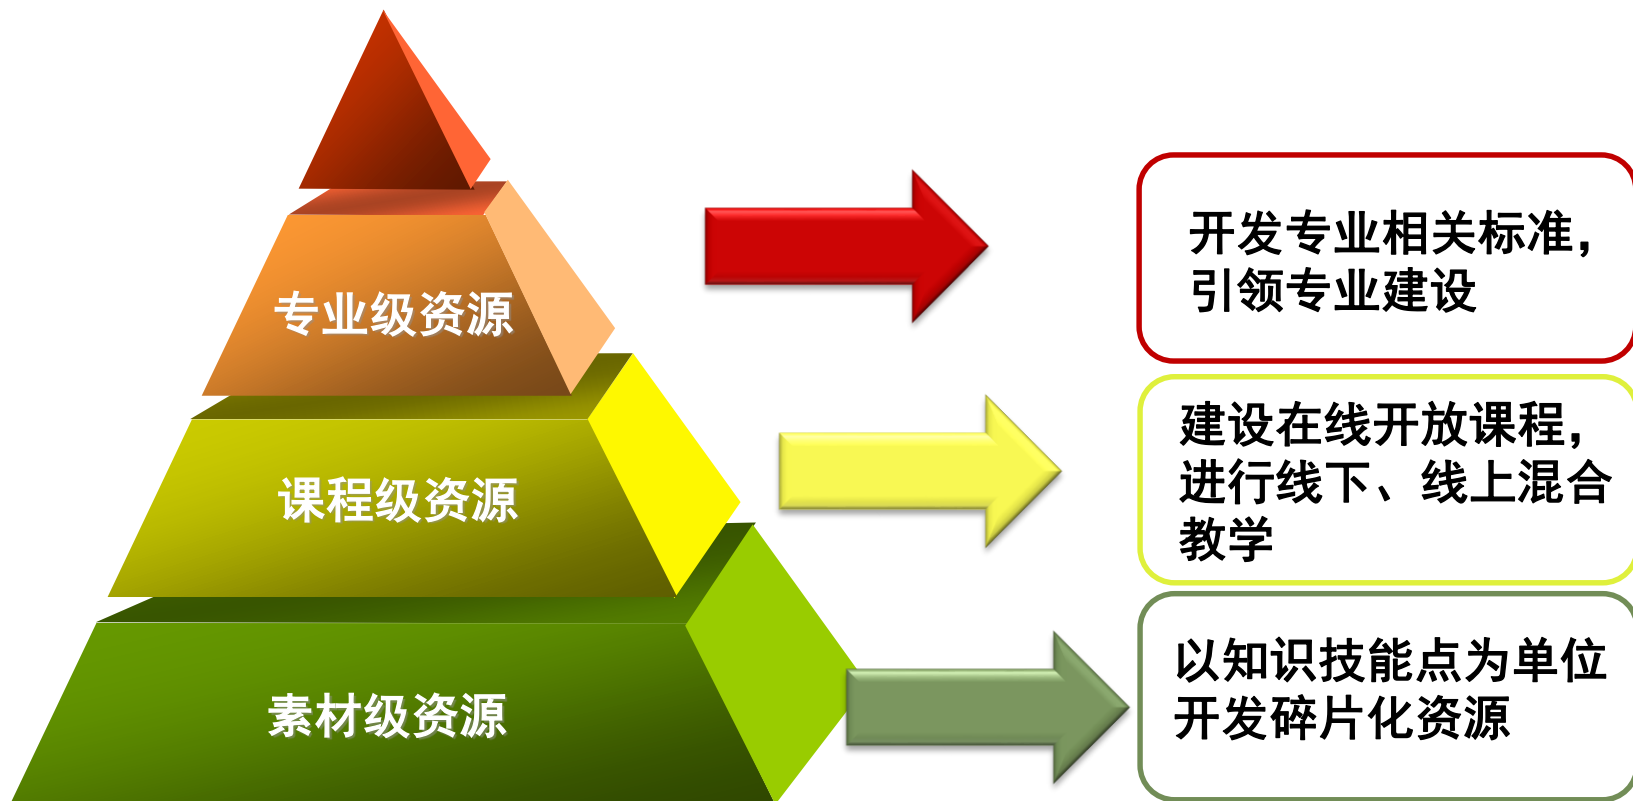 专业级资源
开发专业相关标准，
引领专业建设
课程级资源
建设在线开放课程，
进行线下、线上混合
教学
素材级资源
以知识技能点为单位
开发碎片化资源